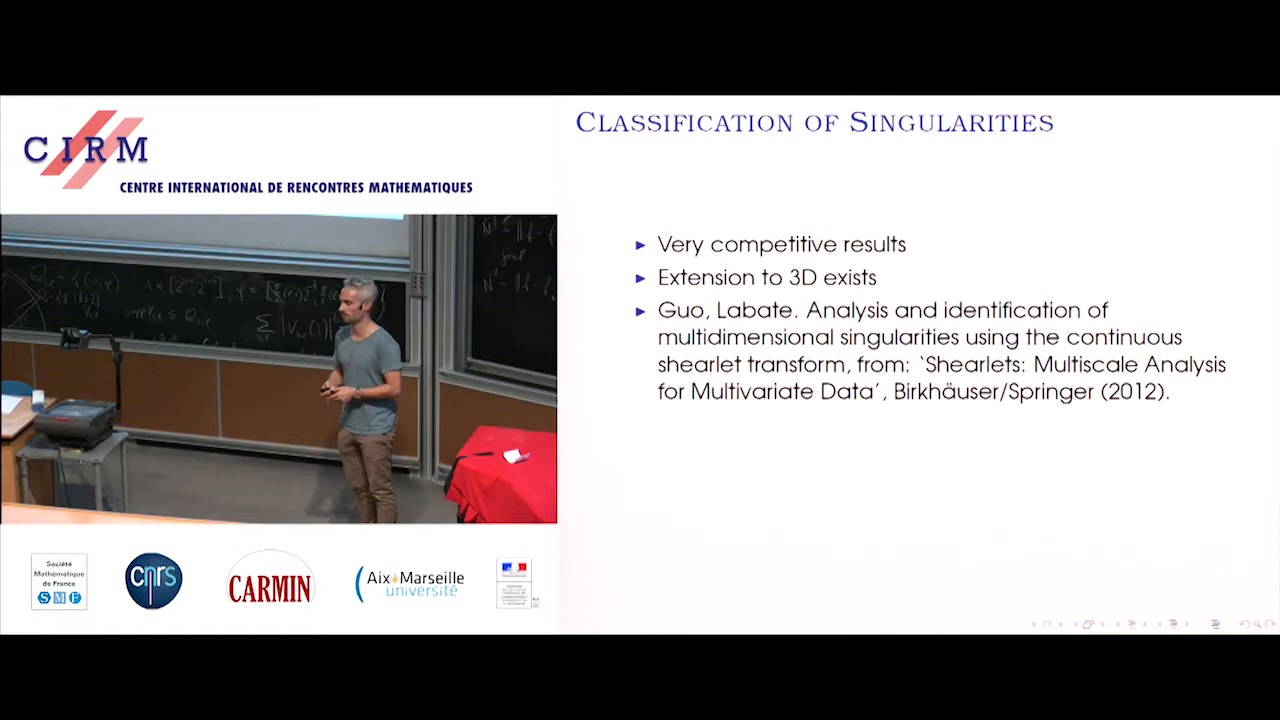 CIRM
CENTRE INTERNATIONAL DE RENCONTRES MATHEMATIQUES
CLASSIFICATION OF SINGULARITIES
Very competitive results
Extension to 3D exists
Guo, Labate. Analysis and identification of
multidimensional singularities using the continuous
shearlet transform, from: ‵Shearlets: Multiscale Analysis
for Multivariate Data′, Birkhäuser/Springer (2012).
Société
Mathématique
de France
SMF
cnrs
CARMIN
Aix*Marseille
université